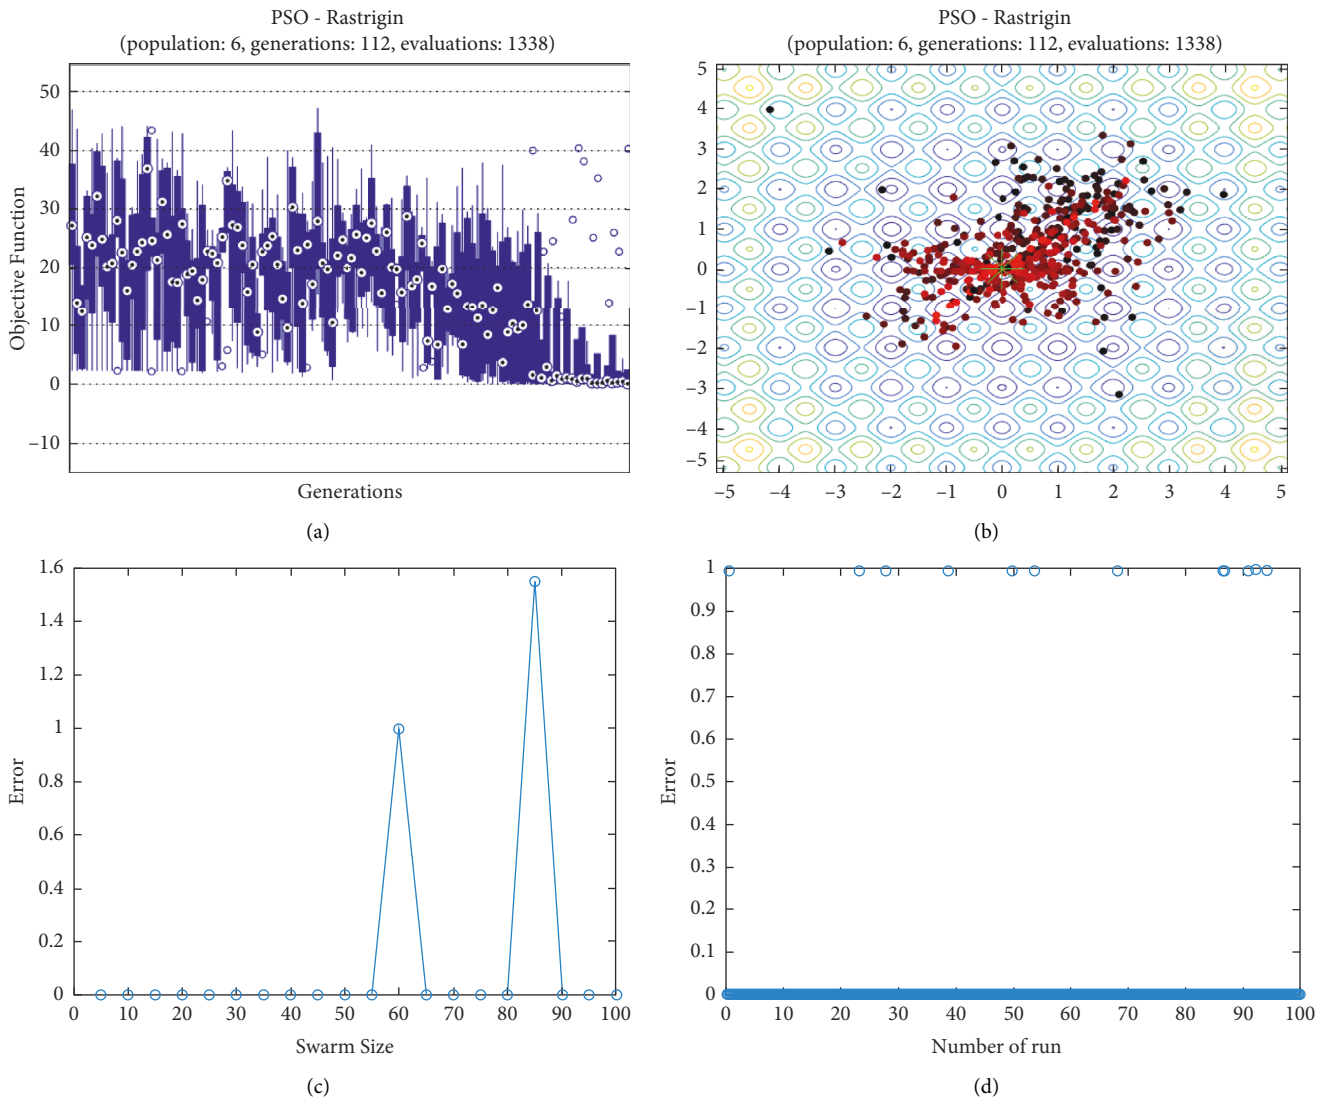 PSO - Rastrigin
(population: 6, generations: 112, evaluations: 1338)
Objective Function
50
40
30
20
10
0
−10
Generations
(a)
PSO - Rastrigin
(population: 6, generations: 112, evaluations: 1338)
5
4
3
2
1
0
−1
−2
−3
−4
−5
−5 −4 −3 −2 −1 0 1 2 3 4 5
(b)
Error
1.6
1.4
1.2
1
0.8
0.6
0.4
0.2
0
0 10 20 30 40 50 60 70 80 90 100
Swarm Size
(c)
Error
1
0.9
0.8
0.7
0.6
0.5
0.4
0.3
0.2
0.1
0
0 10 20 30 40 50 60 70 80 90 100
Number of run
(d)